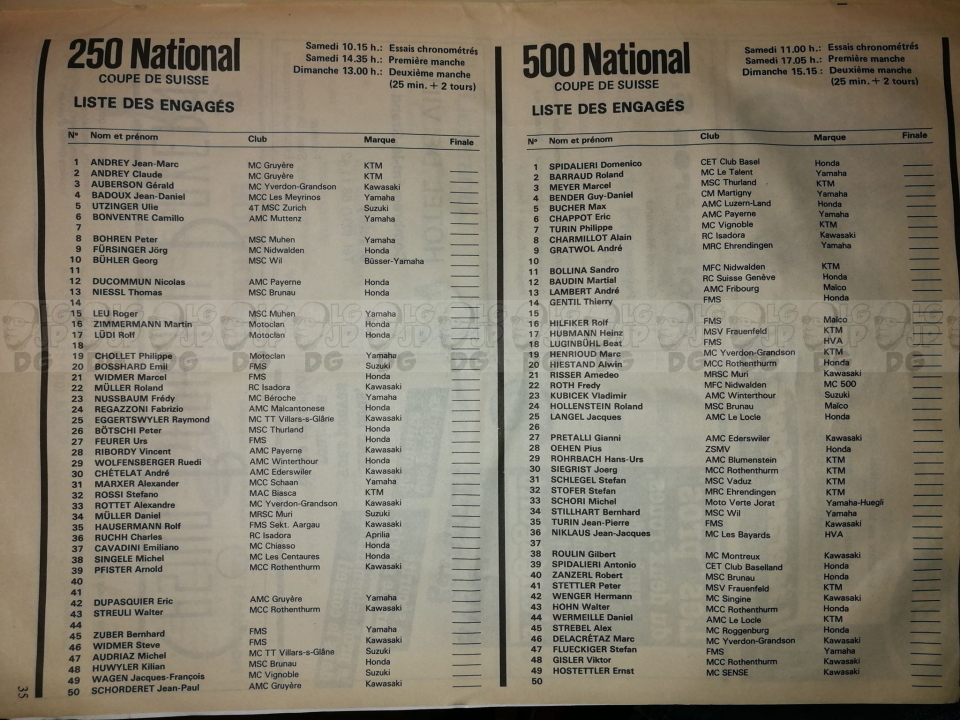 250 National
COUPE DE SUISSE
Samedi 10.15 h.: Essais chronométrés
Samedi 14.35 h.: Première manche
Dimanche 13.00 h.: Deuxième manche
(25 min. + 2 tours)
LISTE DES ENGAGÉS
Nº Nom et prénom Club Marque Finale
1 ANDREY Jean-Marc MC Gruyère KTM
2 ANDREY Claude MC Gruyère KTM
3 AUBERSON Gérald MC Yverdon-Grandson Kawasaki
4 BADOUX Jean-Daniel MCC Les Meyrinos Yamaha
5 UTZINGER Ulie 4T MSC Zurich Suzuki
6 BONVENTRE Camillo AMC Muttenz Yamaha
7
8 BOHREN Peter MSC Muhen Yamaha
9 FÜRSINGER Jörg MC Nidwalden Honda
10 BÜHLER Georg MSC Wil Büsser-Yamaha
11
12 DUCOMMUN Nicolas AMC Payerne Honda
13 NIESSL Thomas MSC Brunau Honda
14
15 LEU Roger MSC Muhen Yamaha
16 ZIMMERMANN Martin Motoclan Honda
17 LÜDI Rolf Motoclan Honda
18
19 CHOLLET Philippe Motoclan Yamaha
20 BOSSHARD Emil FMS Suzuki
21 WIDMER Marcel FMS Honda
22 MÜLLER Roland RC Isadora Kawasaki
23 NUSSBAUM Frédy MC Béroche Yamaha
24 REGAZZONI Fabrizio AMC Malcantonese Honda
25 EGGERTSWYLER Raymond MC TT Villars-s-Glâne Kawasaki
26 BÖTSCHI Peter MSC Thurland Honda
27 FEURER Urs FMS Honda
28 RIBORDY Vincent AMC Payerne Kawasaki
29 WOLFENSBERGER Ruedi AMC Winterthour Honda
30 CHÉTELAT André AMC Ederswiler Kawasaki
31 MARXER Alexander MCC Schaan Yamaha
32 ROSSI Stefano MAC Biasca KTM
33 ROTTET Alexandre MC Yverdon-Grandson Kawasaki
34 MÜLLER Daniel MRSC Muri Suzuki
35 HAUSERMANN Rolf FMS Sekt. Aargau Kawasaki
36 RUCHH Charles RC Isadora Aprilia
37 CAVADINI Emiliano MC Chiasso Honda
38 SINGELE Michel MC Les Centaures Honda
39 PFISTER Arnold MCC Rothenthurm Kawasaki
40
41
42 DUPASQUIER Eric AMC Gruyère Yamaha
43 STREULI Walter MCC Rothenthurm Kawasaki
44
45 ZUBER Bernhard FMS Yamaha
46 WIDMER Steve FMS Kawasaki
47 AUDRIAZ Michel MC TT Villars-s-Glâne Suzuki
48 HUWYLER Kilian MSC Brunau Honda
49 WAGEN Jacques-François MC Vignoble Suzuki
50 SCHORDERET Jean-Paul AMC Gruyère Kawasaki
35
500 National
COUPE DE SUISSE
Samedi 11.00 h.: Essais chronométrés
Samedi 17.05 h.: Première manche
Dimanche 15.15 : Deuxième manche
(25 min. + 2 tours)
LISTE DES ENGAGÉS
Nº Nom et prénom Club Marque Finale
1 SPIDALIERI Domenico CET Club Basel Honda
2 BARRAUD Roland MC Le Talent Yamaha
3 MEYER Marcel MSC Thurland KTM
4 BENDER Guy-Daniel CM Martigny Yamaha
5 BUCHER Max AMC Luzern-Land Honda
6 CHAPPOT Eric AMC Payerne Yamaha
7 TURIN Philippe MC Vignoble KTM
8 CHARMILLOT Alain RC Isadora Kawasaki
9 GRATWOL André MRC Ehrendingen Yamaha
10
11 BOLLINA Sandro MFC Nidwalden KTM
12 BAUDIN Martial RC Suisse Genève Honda
13 LAMBERT André AMC Fribourg Maico
14 GENTIL Thierry FMS Honda
15
16 HILFIKER Rolf FMS Maico
17 HUBMANN Heinz MSV Frauenfeld KTM
18 LUGINBÜHL Beat FMS HVA
19 HENRIOUD Marc MC Yverdon-Grandson KTM
20 HIESTAND Alwin MCC Rothenthurm Honda
21 RISSER Amedeo MRSC Muri Kawasaki
22 ROTH Fredy MFC Nidwalden MC 500
23 KUBICEK Vladimir AMC Winterthour Suzuki
24 HOLLENSTEIN Roland MSC Brunau Maico
25 LANGEL Jacques AMC Le Locle Honda
26
27 PRETALLI Gianni AMC Ederswiler Kawasaki
28 OEHEN Pius ZSMV Honda
29 ROHRBACH Hans-Urs AMC Blumenstein KTM
30 SIEGRIST Joerg MCC Rothenthurm KTM
31 SCHLEGEL Stefan MSC Vaduz KTM
32 STOFER Stefan MRC Ehrendingen KTM
33 SCHORI Michel Moto Verte Jorat Yamaha-Huegli
34 STILLHART Bernhard MSC Wil Yamaha
35 TURIN Jean-Pierre FMS Kawasaki
36 NIKLAUS Jean-Jacques MC Les Bayards HVA
37
38 ROULIN Gilbert MC Montreux Kawasaki
39 SPIDALIERI Antonio CET Club Baselland Honda
40 ZANZERL Robert MSC Brunau Honda
41 STETTLER Peter MSV Frauenfeld KTM
42 WENGER Hermann MC Singine Kawasaki
43 HOHN Walter MCC Rothenthurm Honda
44 WERMEILLE Daniel AMC Le Locle KTM
45 STREBEL Alex MC Roggenburg Honda
46 DELACRÉTAZ Marc MC Yverdon-Grandson Kawasaki
47 FLUECKIGER Stefan FMS Yamaha
48 GISLER Viktor MCC Rothenthurm Kawasaki
49 HOSTETTLER Ernst MC SENSE Kawasaki
50